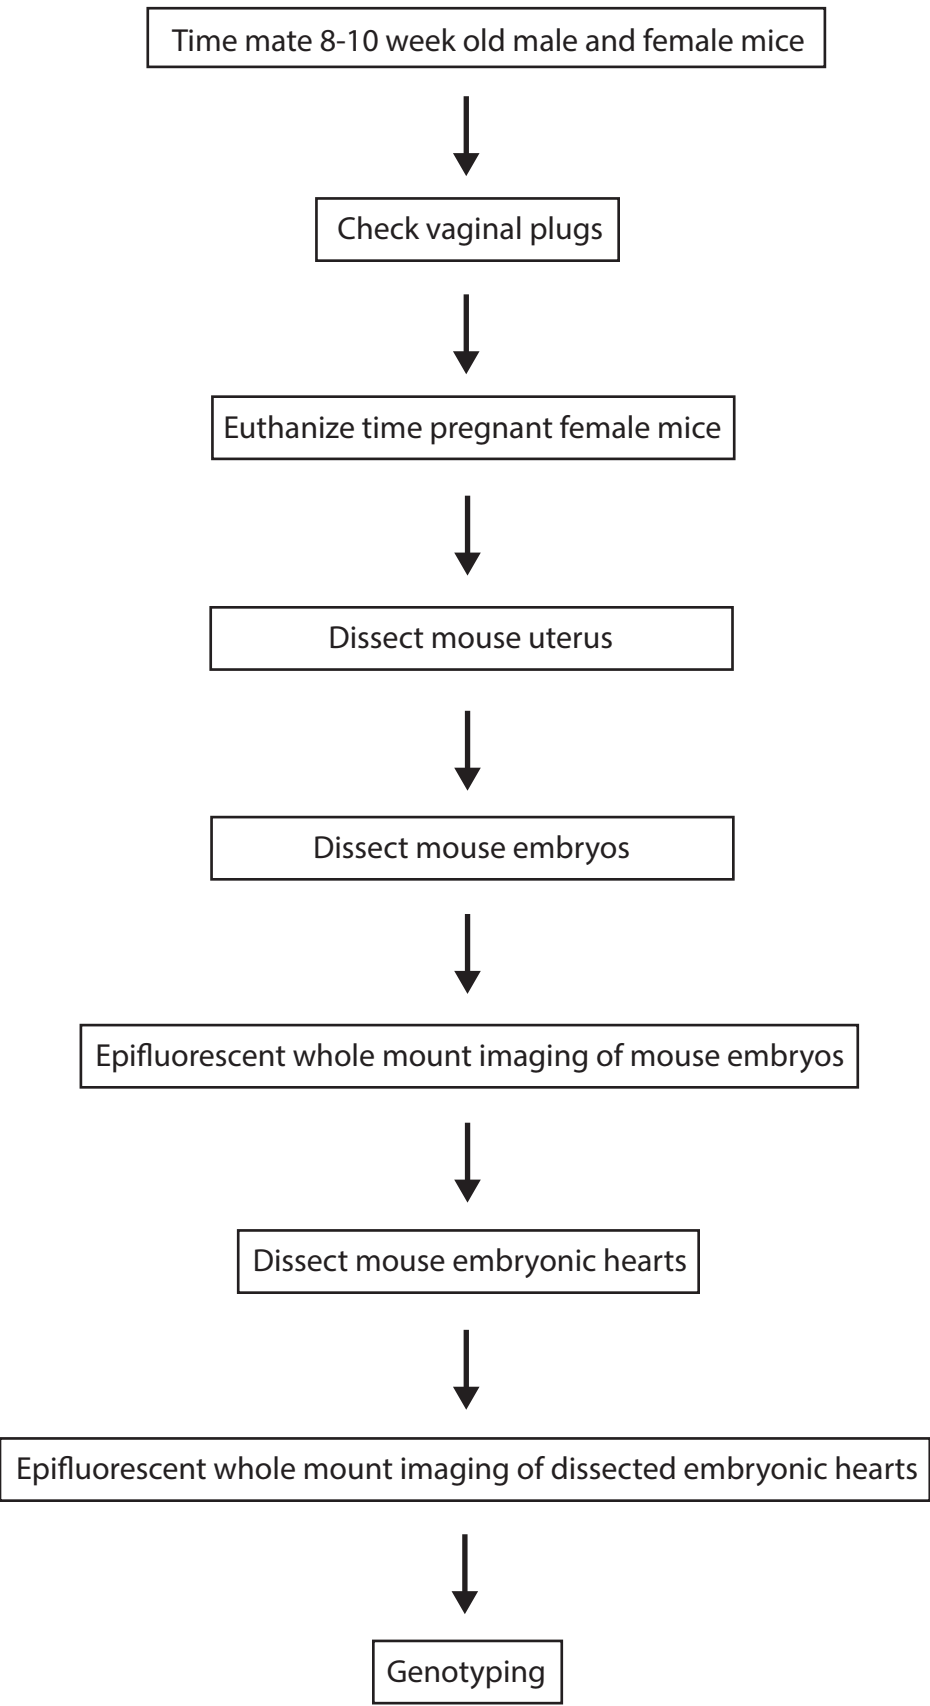 Time mate 8-10 week old male and female mice
Check vaginal plugs
Euthanize time pregnant female mice
Dissect mouse uterus
Dissect mouse embryos
Epifluorescent whole mount imaging of mouse embryos
Dissect mouse embryonic hearts
Epifluorescent whole mount imaging of dissected embryonic hearts
Genotyping